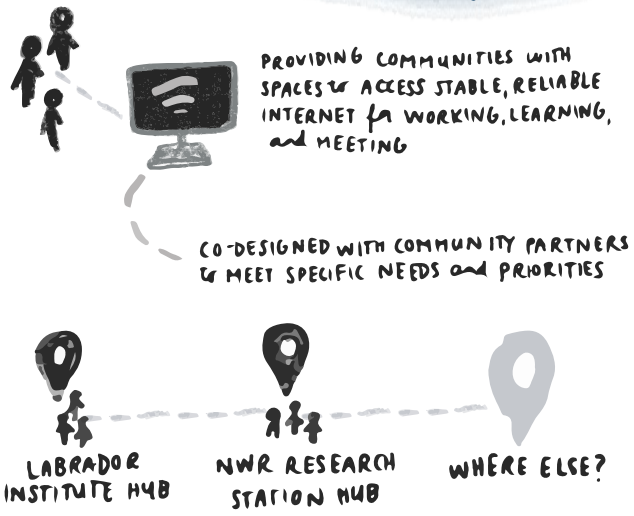 PROVIDING COMMUNITIES WITH
SPACES to ACCESS STABLE, RELIABLE
INTERNET for WORKING, LEARNING,
and MEETING
CO-DESIGNED WITH COMMUNITY PARTNERS
to MEET SPECIFIC NEEDS and PRIORITIES
LABRADOR
INSTITUTE HUB
NWR RESEARCH
STATION HUB
WHERE ELSE?